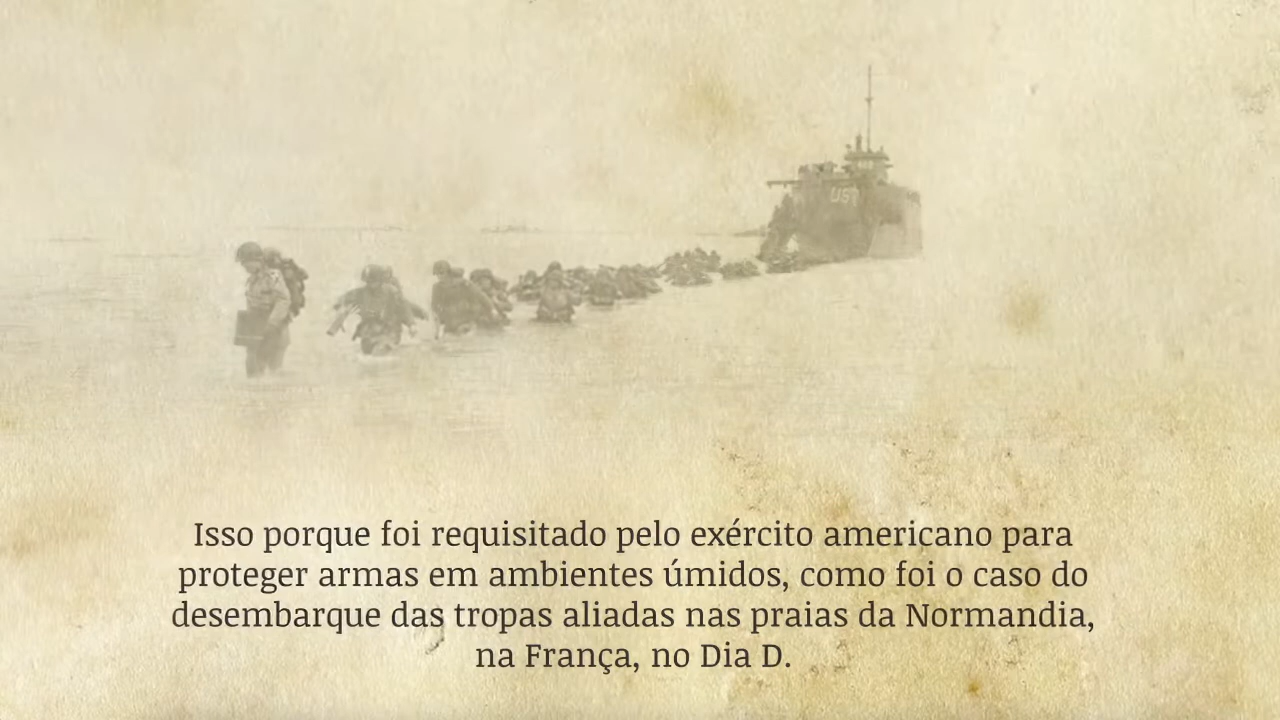 UST
Isso porque foi requisitado pelo exército americano para
proteger armas em ambientes úmidos, como foi o caso do
desembarque das tropas aliadas nas praias da Normandia,
na França, no Dia D.